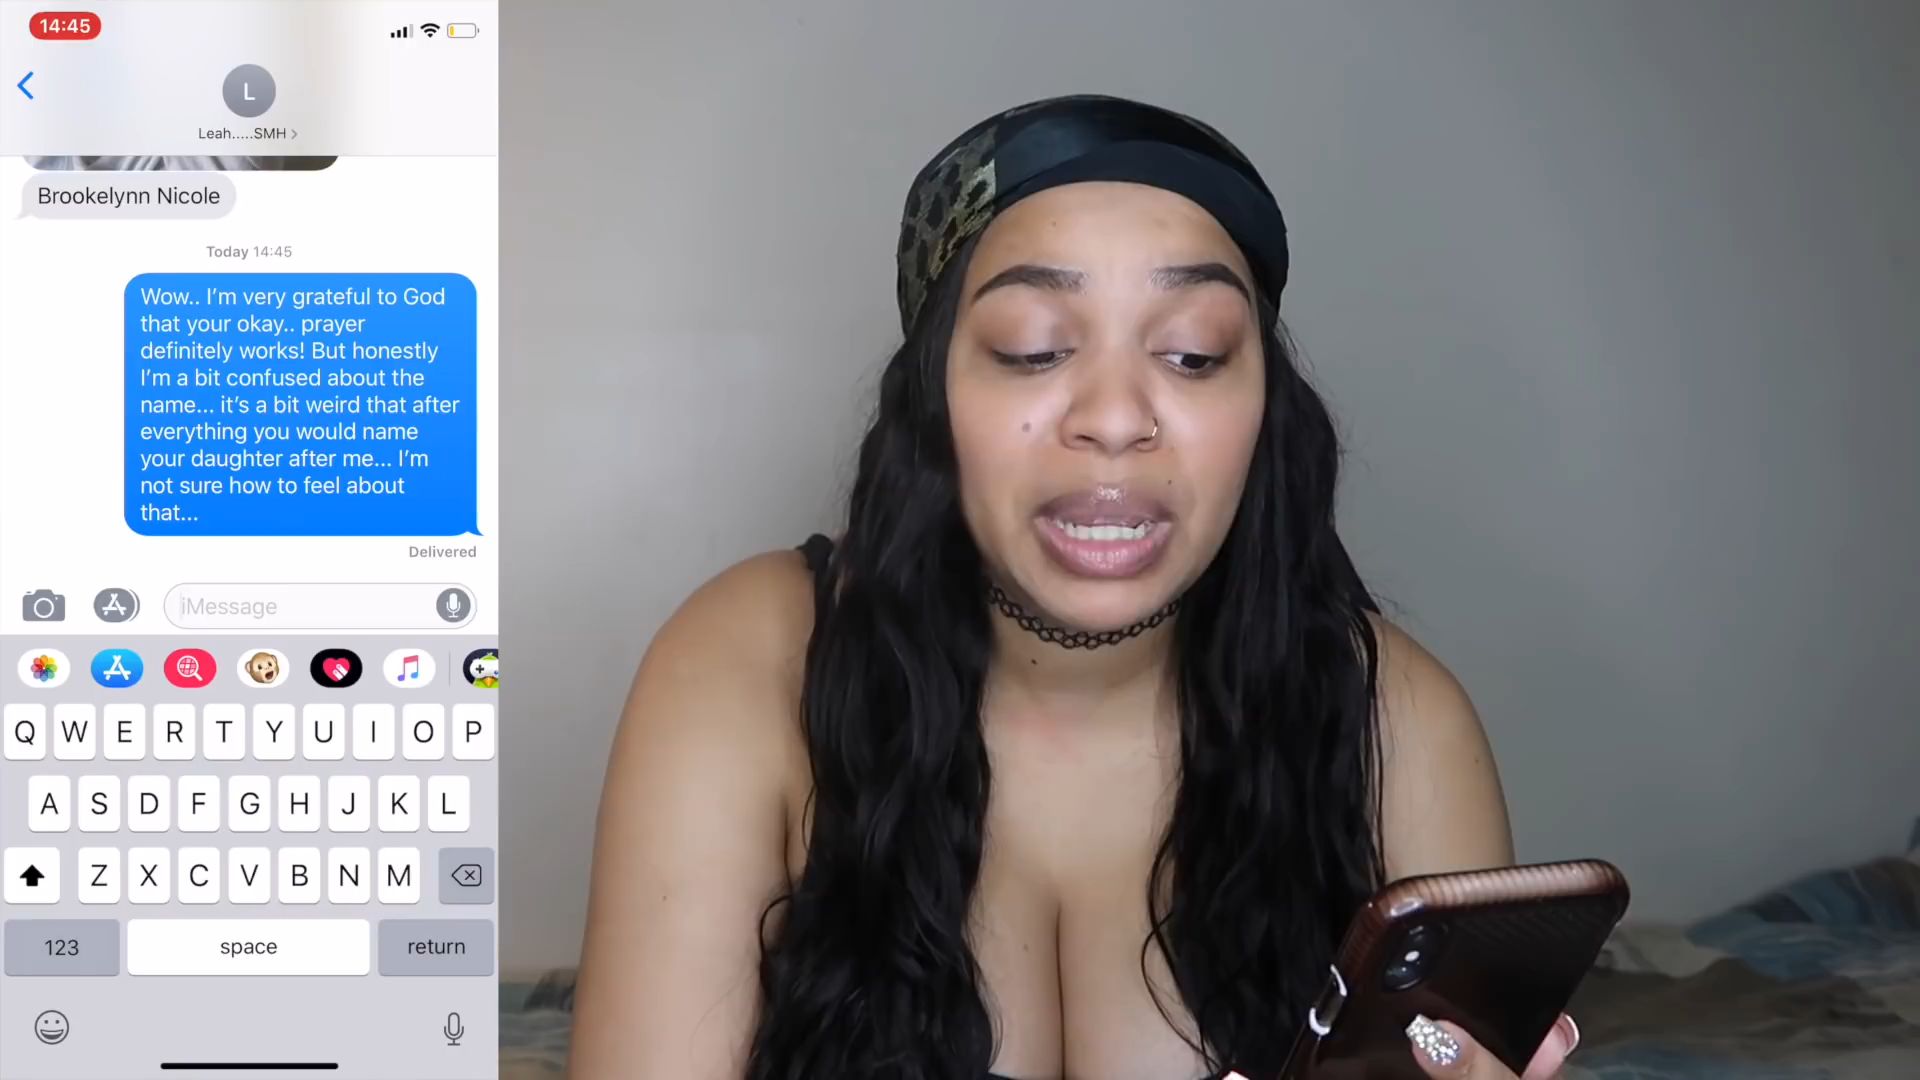 14:45
L
Leah.....SMH
Brookelynn Nicole
Today 14:45
Wow.. I'm very grateful to God
that your okay.. prayer
definitely works! But honestly
I'm a bit confused about the
name... it's a bit weird that after
everything you would name
your daughter after me... I'm
not sure how to feel about
that...
Delivered
iMessage
Q W E R T Y U I O P
A S D F G H J K L
Z X C V B N M
123 space return